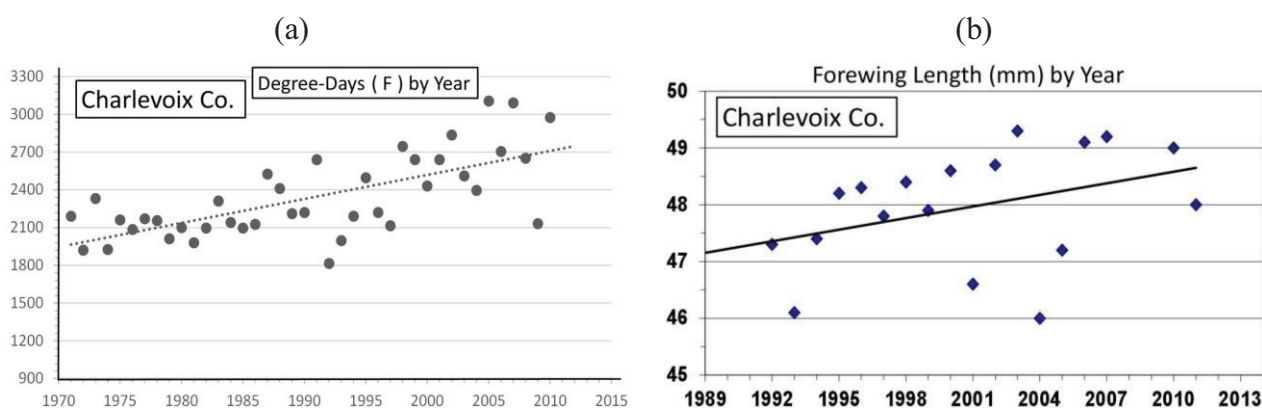 (a)
Degree-Days ( F ) by Year
Charlevoix Co.
3300
3000
2700
2400
2100
1800
1500
1200
900
1970 1975 1980 1985 1990 1995 2000 2005 2010 2015
(b)
Forewing Length (mm) by Year
Charlevoix Co.
50
49
48
47
46
45
1989 1992 1995 1998 2001 2004 2007 2010 2013